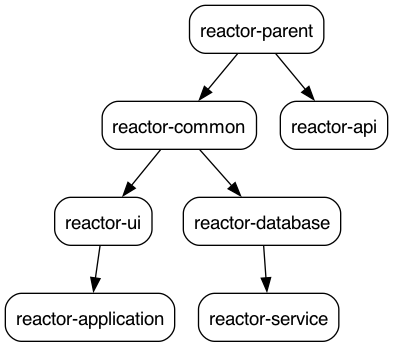 reactor-parent
reactor-common
reactor-api
reactor-ui
reactor-database
reactor-application
reactor-service